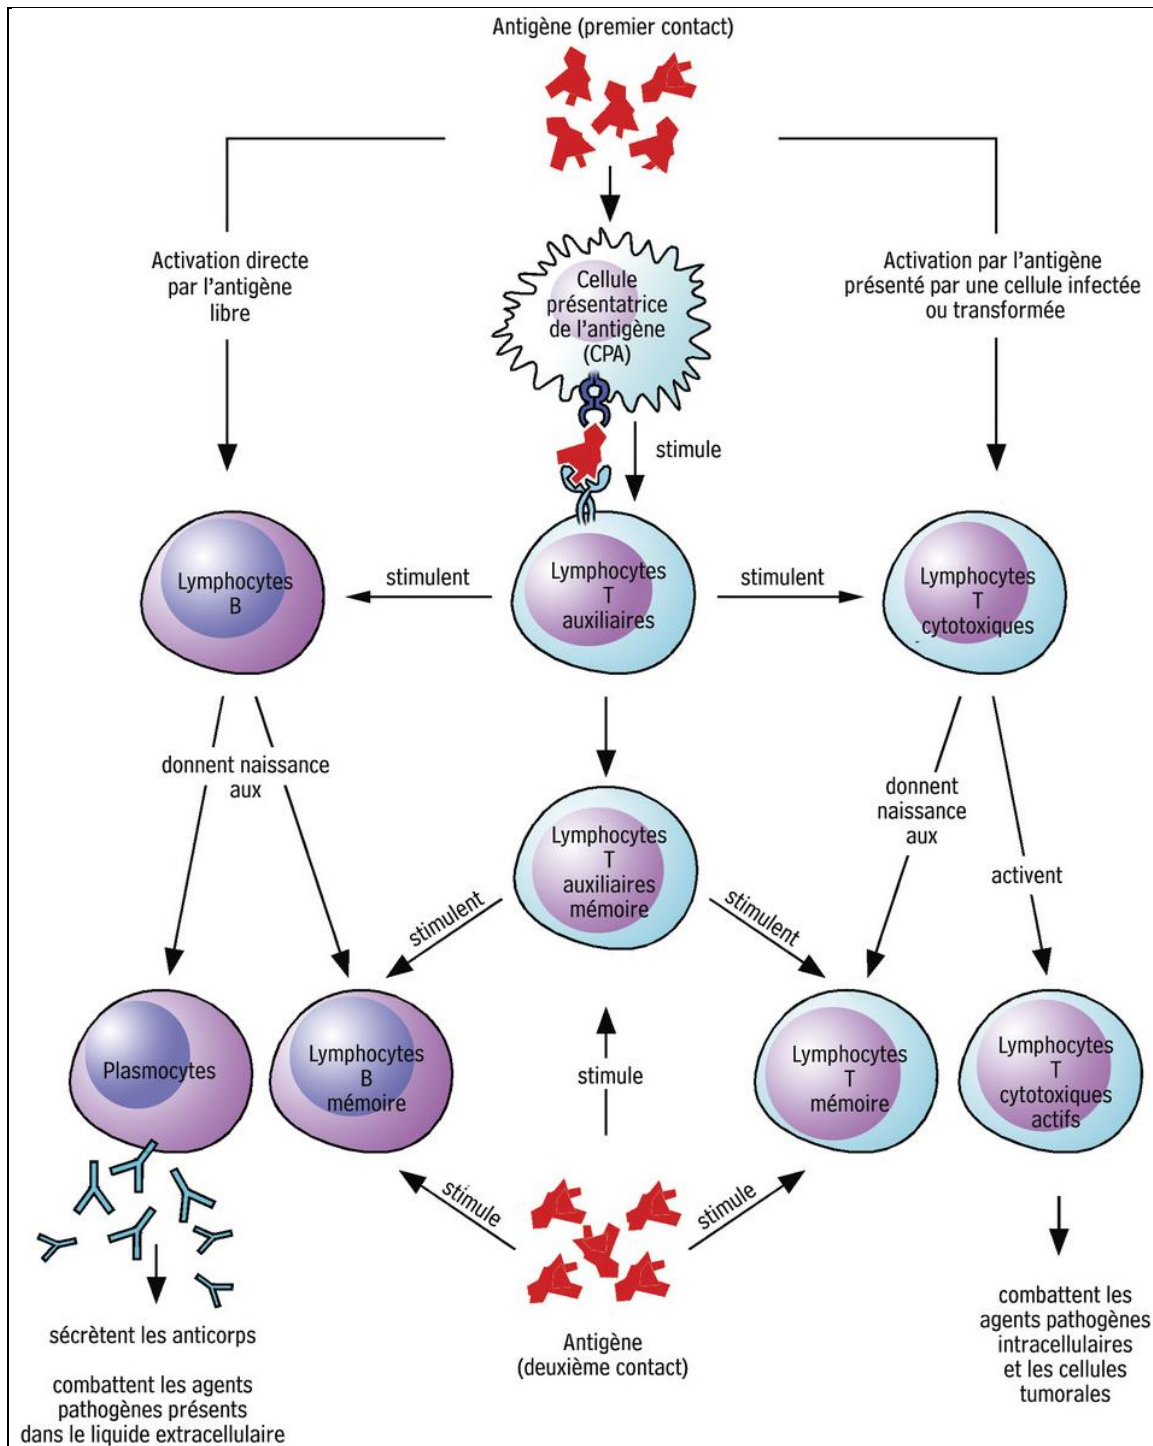 Antigène (premier contact)
Activation directe
par l'antigène
libre
Cellule
présentatrice
de l'antigène
(CPA)
Activation par l'antigène
présenté par une cellule infectée
ou transformée
stimule
Lymphocytes
B
stimulent
Lymphocytes
T
auxiliaires
stimulent
Lymphocytes
T
cytotoxiques
donnent naissance
aux
Lymphocytes
T
auxiliaires
mémoire
donnent
naissance
aux
activent
stimulent
stimulent
Plasmocytes
Lymphocytes
B
mémoire
stimule
Lymphocytes
T
mémoire
Lymphocytes
T
cytotoxiques
actifs
stimule
stimule
sécrètent les anticorps
combattent les agents
pathogènes présents
dans le liquide extracellulaire
Antigène
(deuxième contact)
combattent les
agents pathogènes
intracellulaires
et les cellules
tumorales